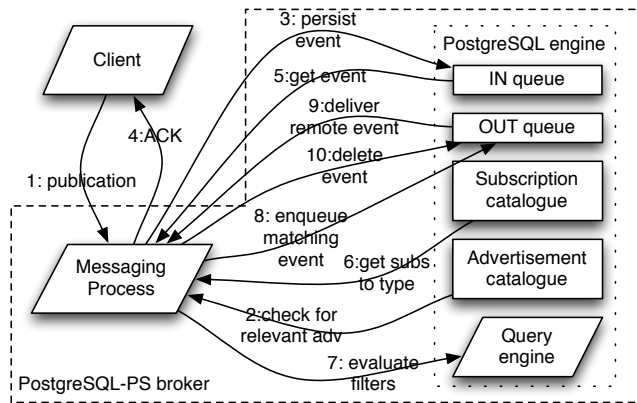 3: persist
event
PostgreSQL engine
Client
IN queue
5:get event
9:deliver
remote event
OUT queue
4:ACK
10:delete
event
1: publication
Subscription
catalogue
8: enqueue
matching
event
6:get subs
to type
Messaging
Process
Advertisement
catalogue
2:check for
relevant adv
Query
engine
7: evaluate
filters
PostgreSQL-PS broker